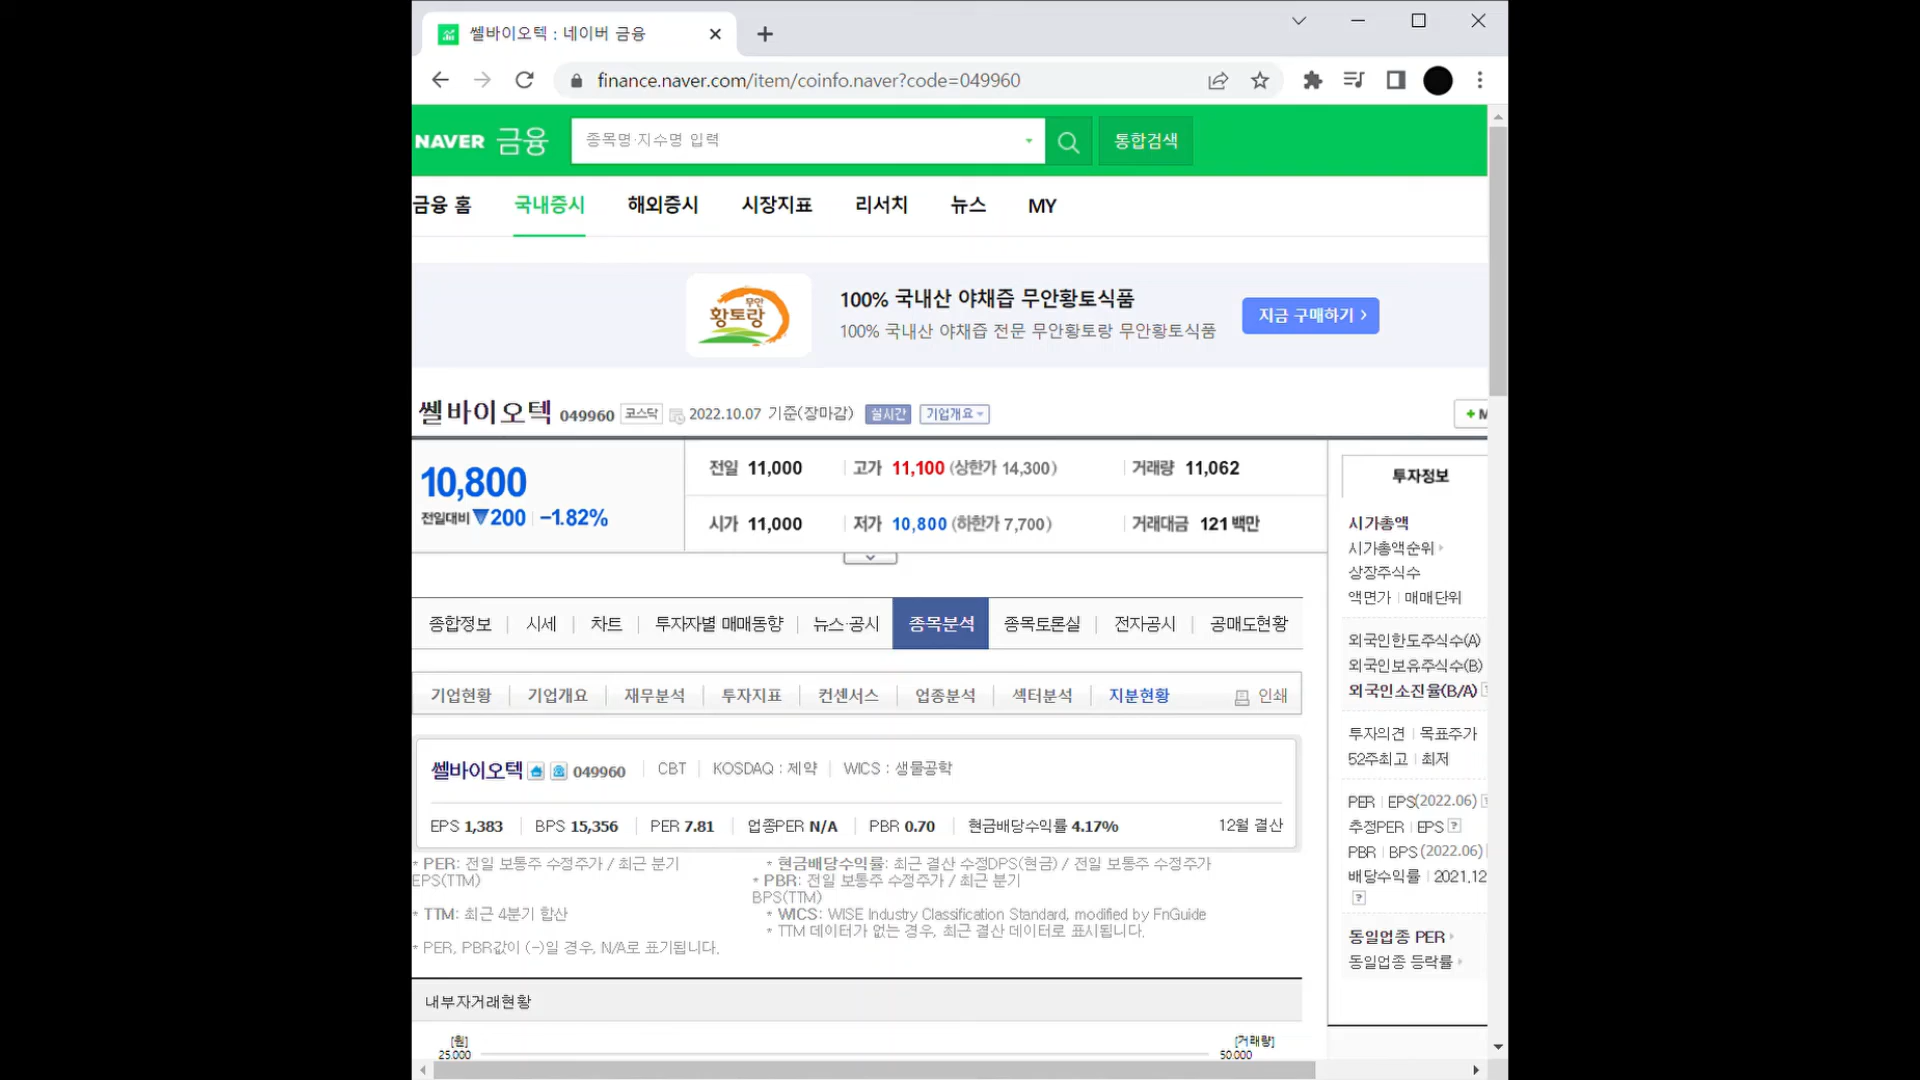 쎌바이오텍 : 네이버 금융
finance.naver.com/item/coinfo.naver?code=049960
NAVER 금융 종목명·지수명 입력 통합검색
금융 홈 국내증시 해외증시 시장지표 리서치 뉴스 MY
무안
황토랑
100% 국내산 야채즙 무안황토식품
100% 국내산 야채즙 전문 무안황토랑 무안황토식품
지금 구매하기 >
쎌바이오텍 049960 코스닥 2022.10.07 기준(장마감) 실시간 기업개요
10,800
전일대비 ▼200 -1.82%
전일 11,000 고가 11,100 (상한가 14,300) 거래량 11,062
시가 11,000 저가 10,800 (하한가 7,700) 거래대금 121 백만
종합정보 시세 차트 투자자별 매매동향 뉴스·공시 종목분석 종목토론실 전자공시 공매도현황
기업현황 기업개요 재무분석 투자지표 컨센서스 업종분석 섹터분석 지분현황 인쇄
쎌바이오텍 049960 CBT KOSDAQ : 제약 WICS : 생물공학
EPS 1,383 BPS 15,356 PER 7.81 업종PER N/A PBR 0.70 현금배당수익률 4.17% 12월 결산
* PER: 전일 보통주 수정주가 / 최근 분기
EPS(TTM)
* TTM: 최근 4분기 합산
* PER, PBR값이 (-)일 경우, N/A로 표기됩니다.
* 현금배당수익률: 최근 결산 수정DPS(현금) / 전일 보통주 수정주가
* PBR: 전일 보통주 수정주가 / 최근 분기
BPS(TTM)
* WICS: WISE Industry Classification Standard, modified by FnGuide
* TTM 데이터가 없는 경우, 최근 결산 데이터로 표시됩니다.
내부자거래현황
[원] [거래량]
25,000 50,000
+ M
투자정보
시가총액
시가총액순위
상장주식수
액면가 | 매매단위
외국인한도주식수(A)
외국인보유주식수(B)
외국인소진율(B/A)
투자의견 | 목표주가
52주최고 | 최저
PER | EPS(2022.06)
추정PER | EPS ?
PBR | BPS (2022.06)
배당수익률 | 2021.12
?
동일업종 PER
동일업종 등락률